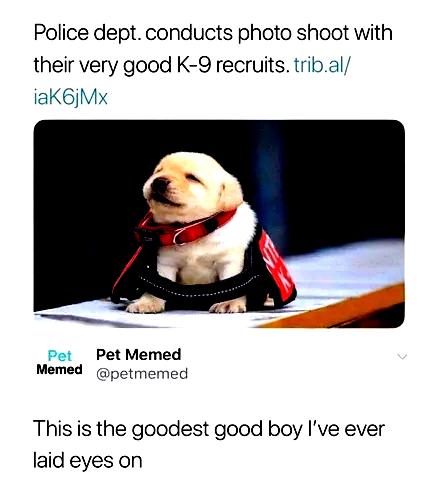 Police dept. conducts photo shoot with
their very good K-9 recruits. trib.al/
iaK6jMx
Pet
Memed
Pet Memed
@petmemed
This is the goodest good boy I've ever
laid eyes on